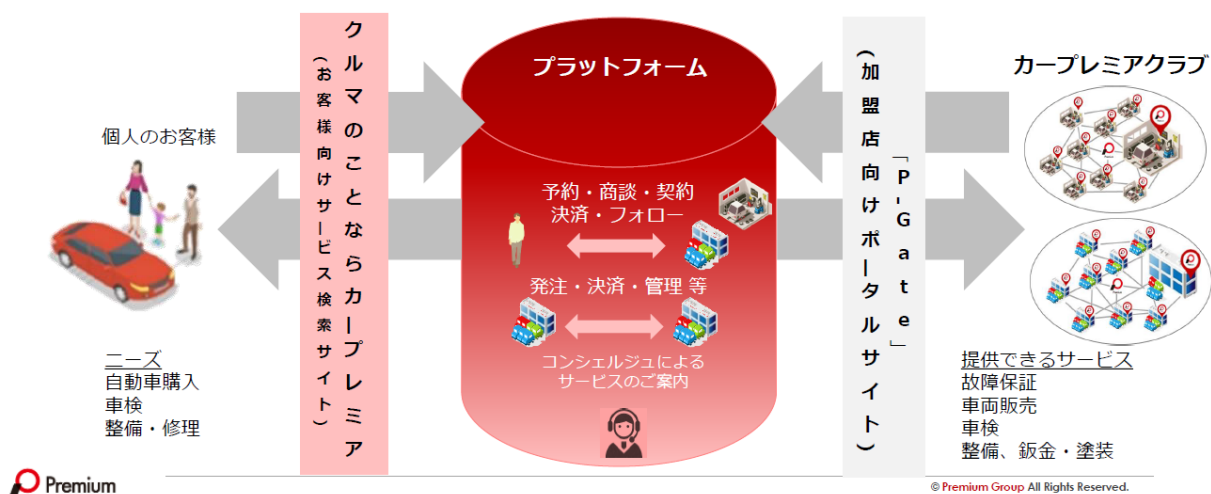 個人のお客様
ニーズ
自動車購入
車検
整備・修理
クルマのことならカープレミア
(お客様向けサービス検索サイト)
プラットフォーム
予約・商談・契約
決済・フォロー
発注・決済・管理 等
コンシェルジュによる
サービスのご案内
「P-Gate」
(加盟店向けポータルサイト)
カープレミアクラブ
提供できるサービス
故障保証
車両販売
車検
整備、鈑金・塗装
Premium
© Premium Group All Rights Reserved.